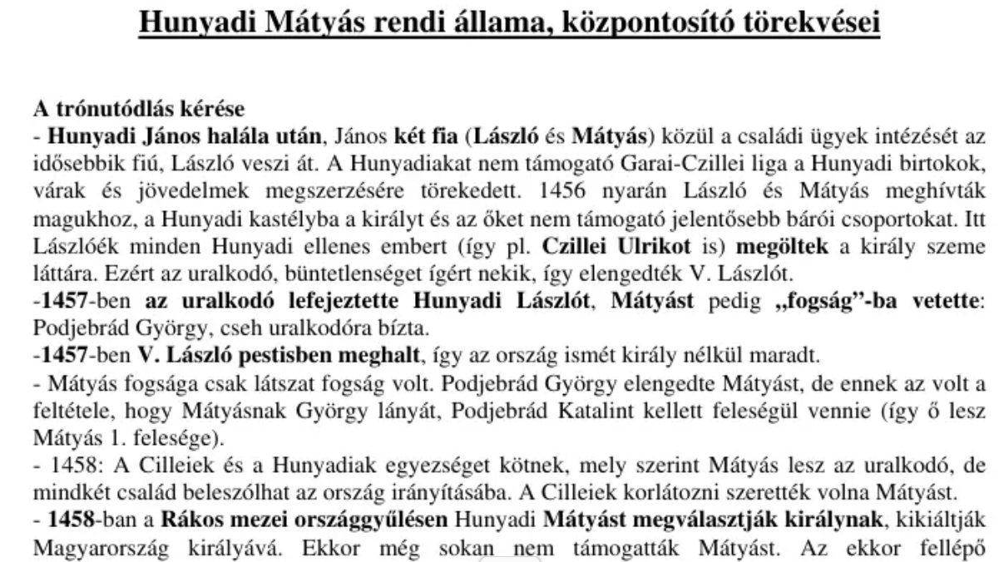 Hunyadi Mátyás rendi állama, központosító törekvései
A trónutódlás kérése
- Hunyadi János halála után, János két fia (László és Mátyás) közül a családi ügyek intézését az
idősebbik fiú, László veszi át. A Hunyadiakat nem támogató Garai-Czillei liga a Hunyadi birtokok,
várak és jövedelmek megszerzésére törekedett. 1456 nyarán László és Mátyás meghívták
magukhoz, a Hunyadi kastélyba a királyt és az őket nem támogató jelentősebb bárói csoportokat. Itt
Lászlóék minden Hunyadi ellenes embert (így pl. Czillei Ulrikot is) megöltek a király szeme
láttára. Ezért az uralkodó, büntetlenséget ígért nekik, így elengedték V. Lászlót.
-1457-ben az uralkodó lefejeztette Hunyadi Lászlót, Mátyást pedig „fogság”-ba vetette:
Podjebrád György, cseh uralkodóra bízta.
-1457-ben V. László pestisben meghalt, így az ország ismét király nélkül maradt.
- Mátyás fogsága csak látszat fogság volt. Podjebrád György elengedte Mátyást, de ennek az volt a
feltétele, hogy Mátyásnak György lányát, Podjebrád Katalint kellett feleségül vennie (így ő lesz
Mátyás 1. felesége).
- 1458: A Cilleiek és a Hunyadiak egyezséget kötnek, mely szerint Mátyás lesz az uralkodó, de
mindkét család beleszólhat az ország irányításába. A Cilleiek korlátozni szerették volna Mátyást.
- 1458-ban a Rákos mezei országgyűlésen Hunyadi Mátyást megválasztják királynak, kikiáltják
Magyarország királyává. Ekkor még sokan nem támogatták Mátyást. Az ekkor fellépő